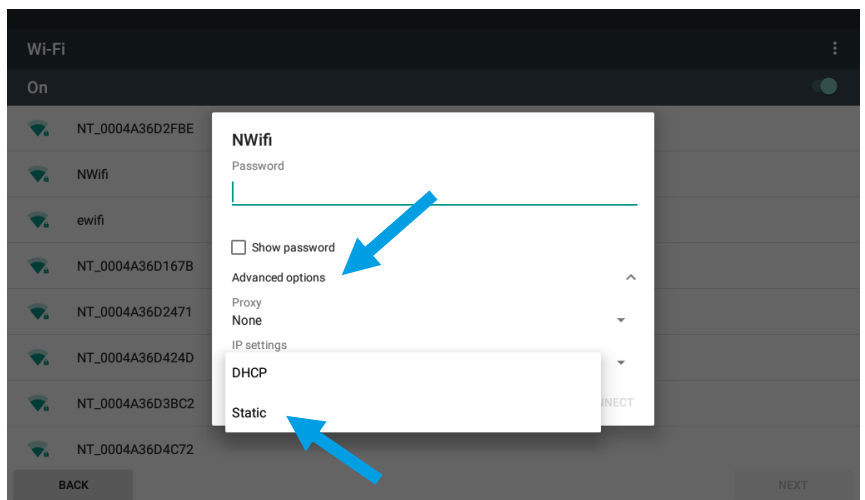 Wi-Fi
On
NT_0004A36D2FBE
NWifi
ewifi
NT_0004A36D167B
NT_0004A36D2471
NT_0004A36D424D
NT_0004A36D3BC2
NT_0004A36D4C72
NWifi
Password
Show password
Advanced options
Proxy
None
IP settings
DHCP
Static
BACK
NEXT